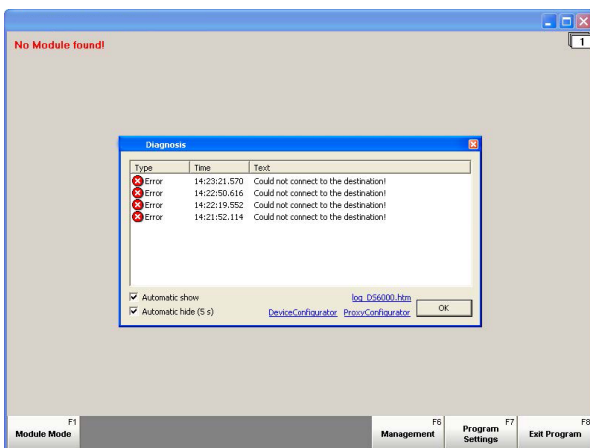 No Module found!
1
Diagnosis
Type Time Text
Error 14:23:21.570 Could not connect to the destination!
Error 14:22:50.616 Could not connect to the destination!
Error 14:22:19.552 Could not connect to the destination!
Error 14:21:52.114 Could not connect to the destination!
Automatic show log_DS6000.htm
Automatic hide (5 s) DeviceConfigurator ProxyConfigurator OK
F1 F6 F7 F8
Module Mode Management Program Settings Exit Program